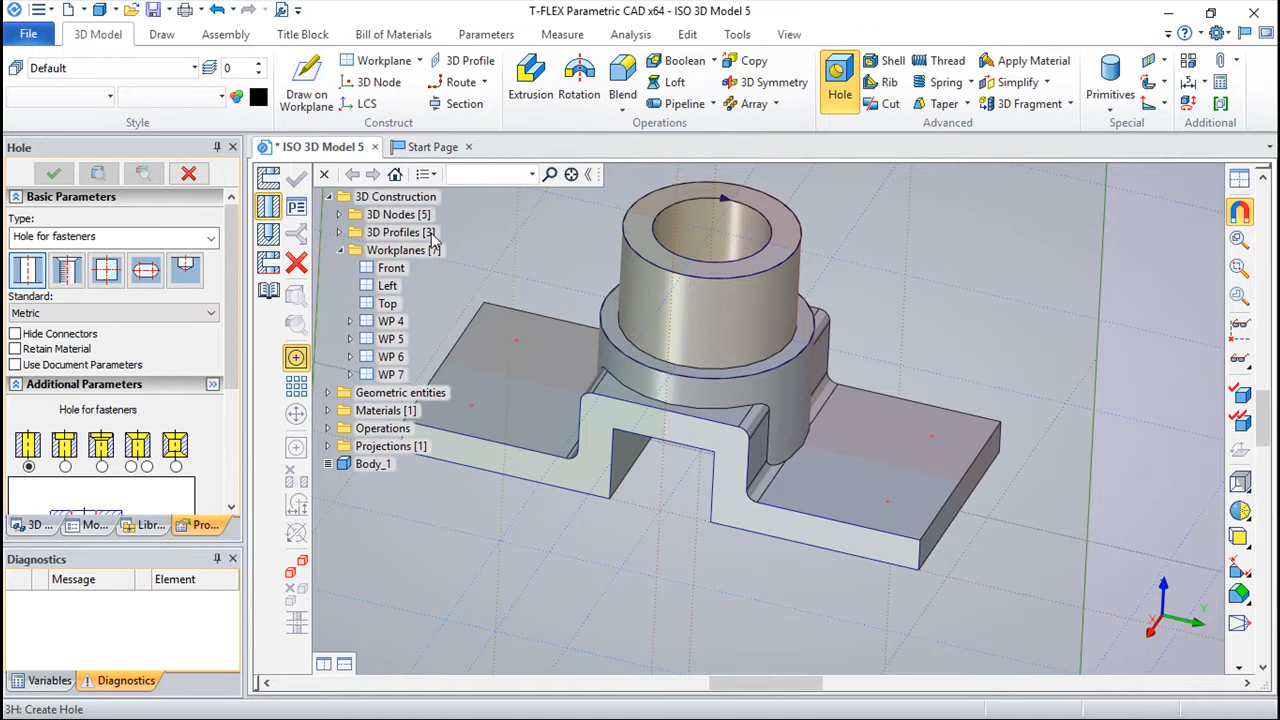 T-FLEX Parametric CAD x64 - ISO 3D Model 5
File 3D Model Draw Assembly Title Block Bill of Materials Parameters Measure Analysis Edit Tools View
Default 0
Draw on Workplane
Workplane 3D Profile
3D Node Route
LCS Section
Extrusion Rotation Blend
Boolean Copy
Loft 3D Symmetry
Pipeline Array
Hole
Shell Thread Apply Material
Rib Spring Simplify
Cut Taper 3D Fragment
Primitives
Style Construct Operations Advanced Special Additional
Hole
* ISO 3D Model 5 Start Page
Basic Parameters
Type:
Hole for fasteners
Standard:
Metric
Hide Connectors
Retain Material
Use Document Parameters
Additional Parameters
Hole for fasteners
3D ... Mo... Libr... Pro...
3D Construction
3D Nodes [5]
3D Profiles [3]
Workplanes [7]
Front
Left
Top
WP 4
WP 5
WP 6
WP 7
Geometric entities
Materials [1]
Operations
Projections [1]
Body_1
Z
Y
X
Diagnostics
Message Element
Variables Diagnostics
3H: Create Hole